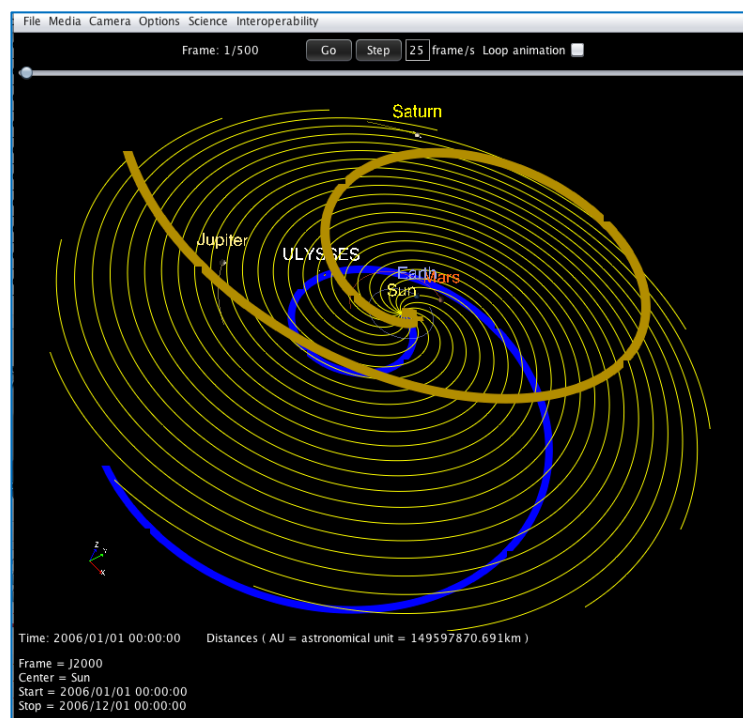 File Media Camera Options Science Interoperability
Frame: 1/500 Go Step 25 frame/s Loop animation
Saturn
Jupiter
ULYSSES
Earth
Mars
Sun
Z
Y
X
Time: 2006/01/01 00:00:00 Distances ( AU = astronomical unit = 149597870.691km )
Frame = J2000
Center = Sun
Start = 2006/01/01 00:00:00
Stop = 2006/12/01 00:00:00